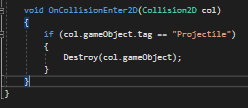 void OnCollisionEnter2D(Collision2D col)
{
if (col.gameObject.tag == "Projectile")
{
Destroy(col.gameObject);
}
}
}